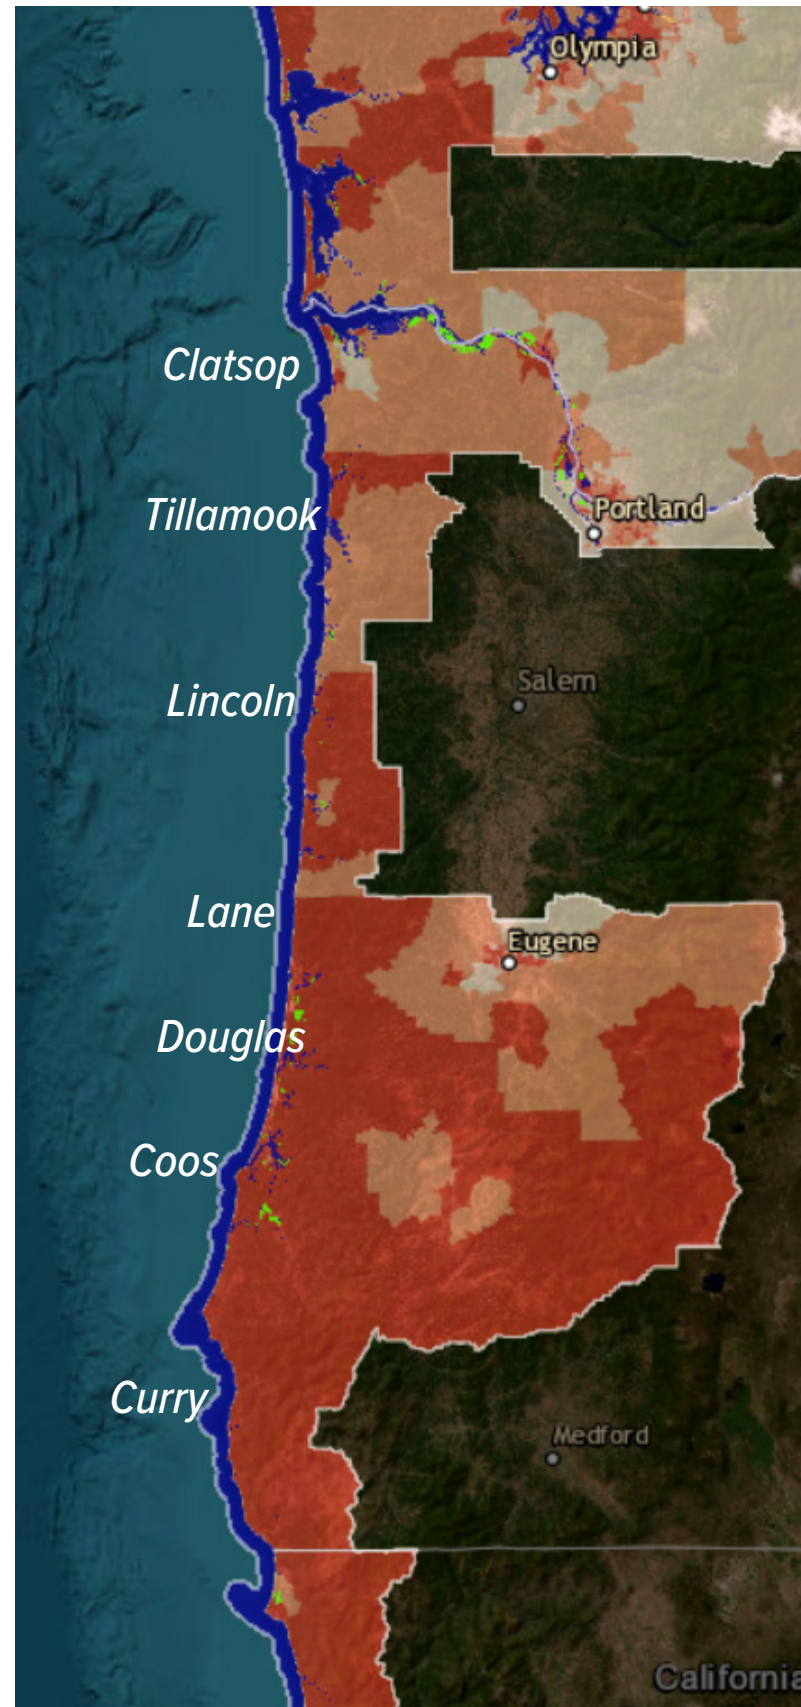 Olympia
Clatsop
Tillamook
Portland
Lincoln
Salem
Lane
Eugene
Douglas
Coos
Curry
Medford
California